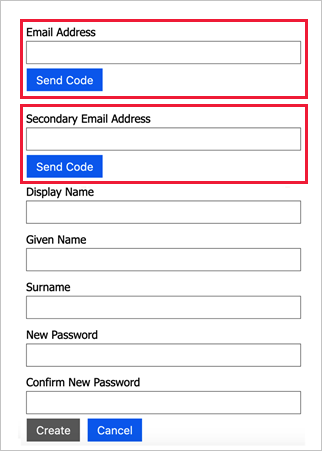 Email Address
Send Code
Secondary Email Address
Send Code
Display Name
Given Name
Surname
New Password
Confirm New Password
Create Cancel